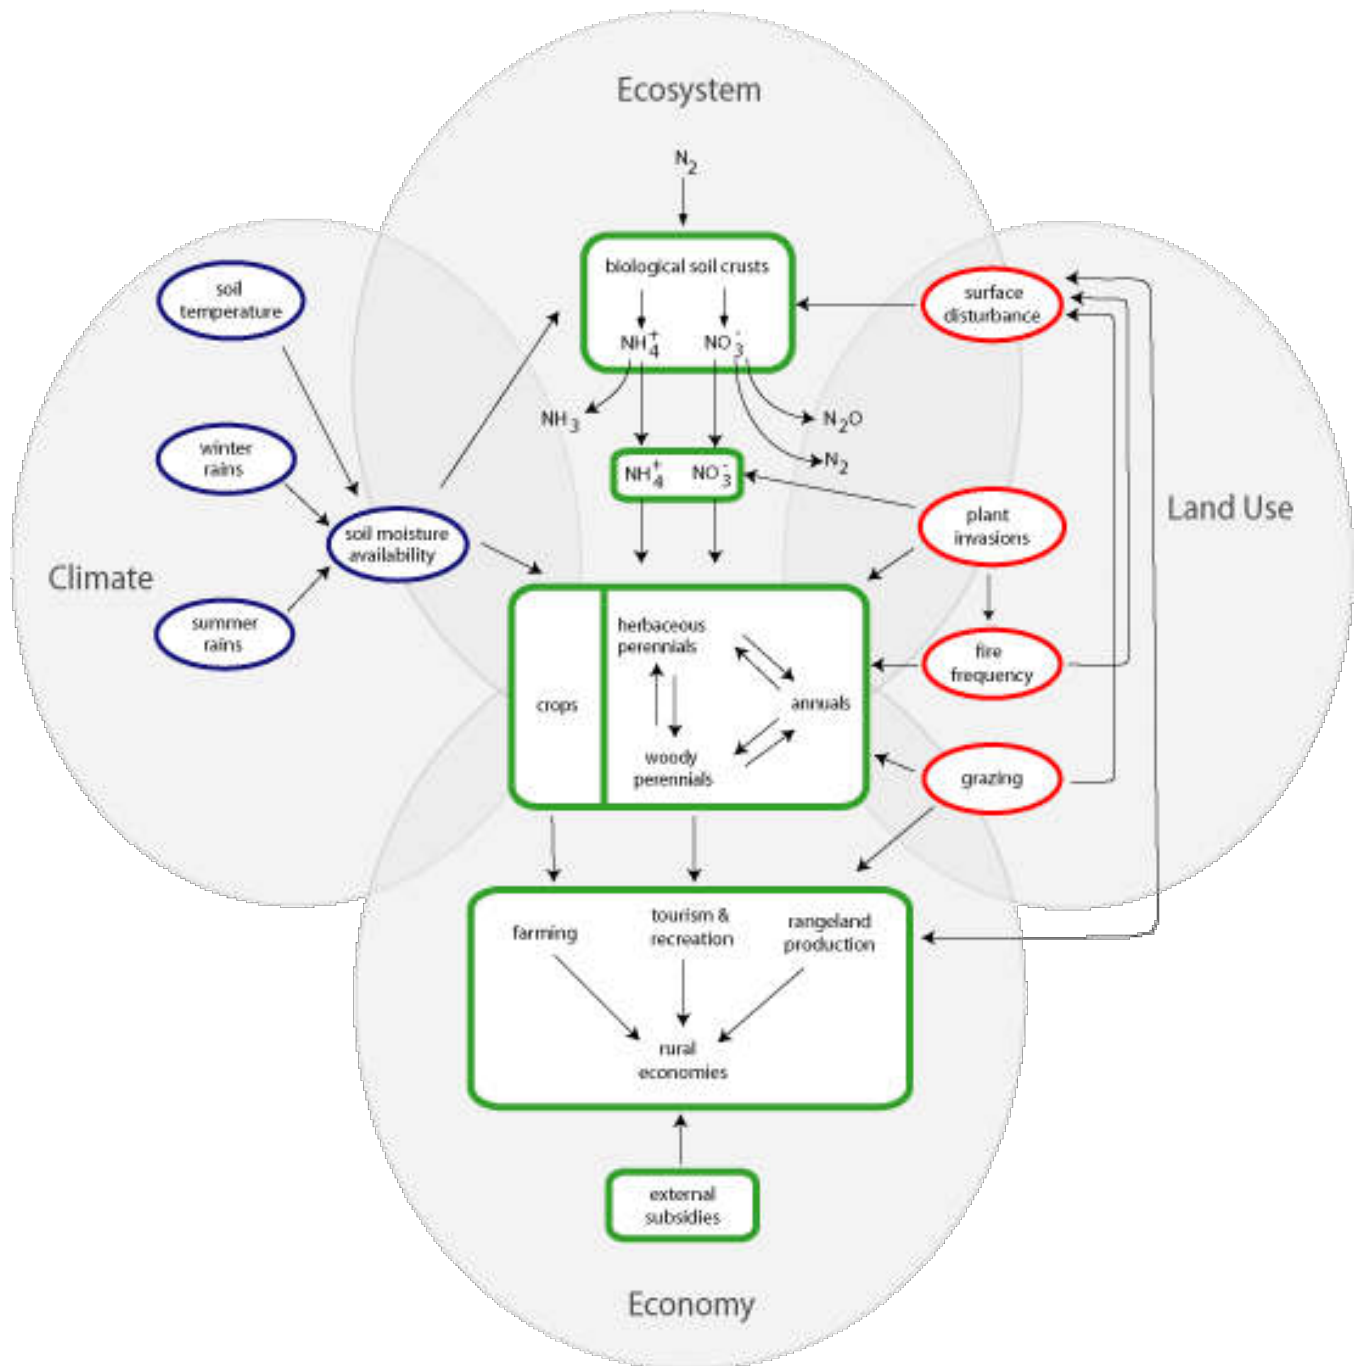 Ecosystem
N2
biological soil crusts
NH4+ NO3-
NH3
N2O
N2
NH4+ NO3-
soil
temperature
winter
rains
soil moisture
availability
summer
rains
Climate
surface
disturbance
plant
invasions
fire
frequency
grazing
Land Use
crops
herbaceous
perennials
annuals
woody
perennials
farming
tourism &
recreation
rangeland
production
rural
economies
external
subsidies
Economy